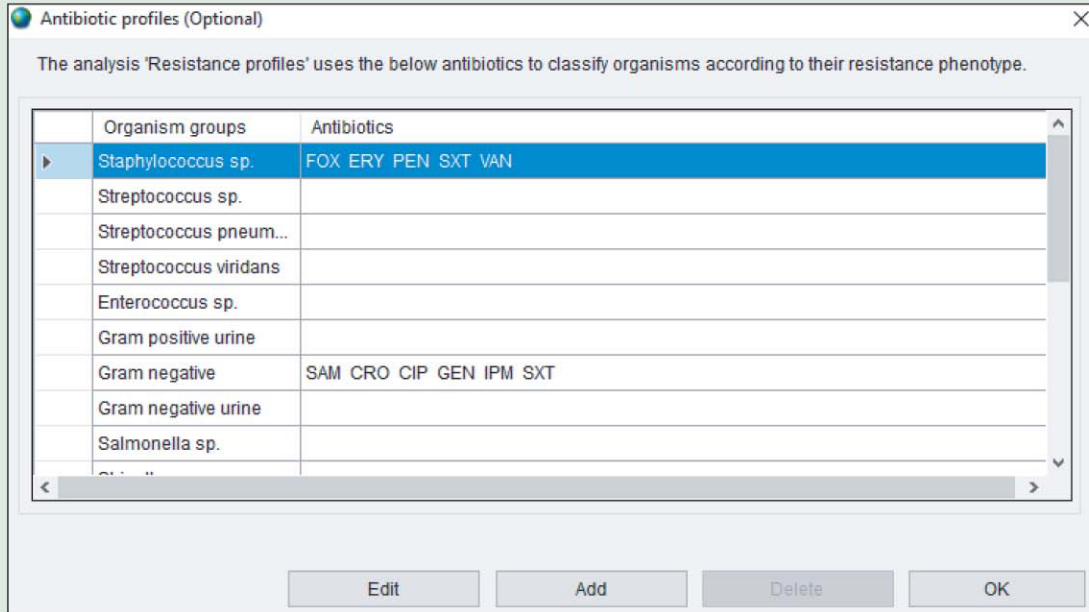 Antibiotic profiles (Optional)
The analysis 'Resistance profiles' uses the below antibiotics to classify organisms according to their resistance phenotype.
Organism groups Antibiotics
Staphylococcus sp. FOX ERY PEN SXT VAN
Streptococcus sp.
Streptococcus pneum...
Streptococcus viridans
Enterococcus sp.
Gram positive urine
Gram negative SAM CRO CIP GEN IPM SXT
Gram negative urine
Salmonella sp.
Edit Add Delete OK